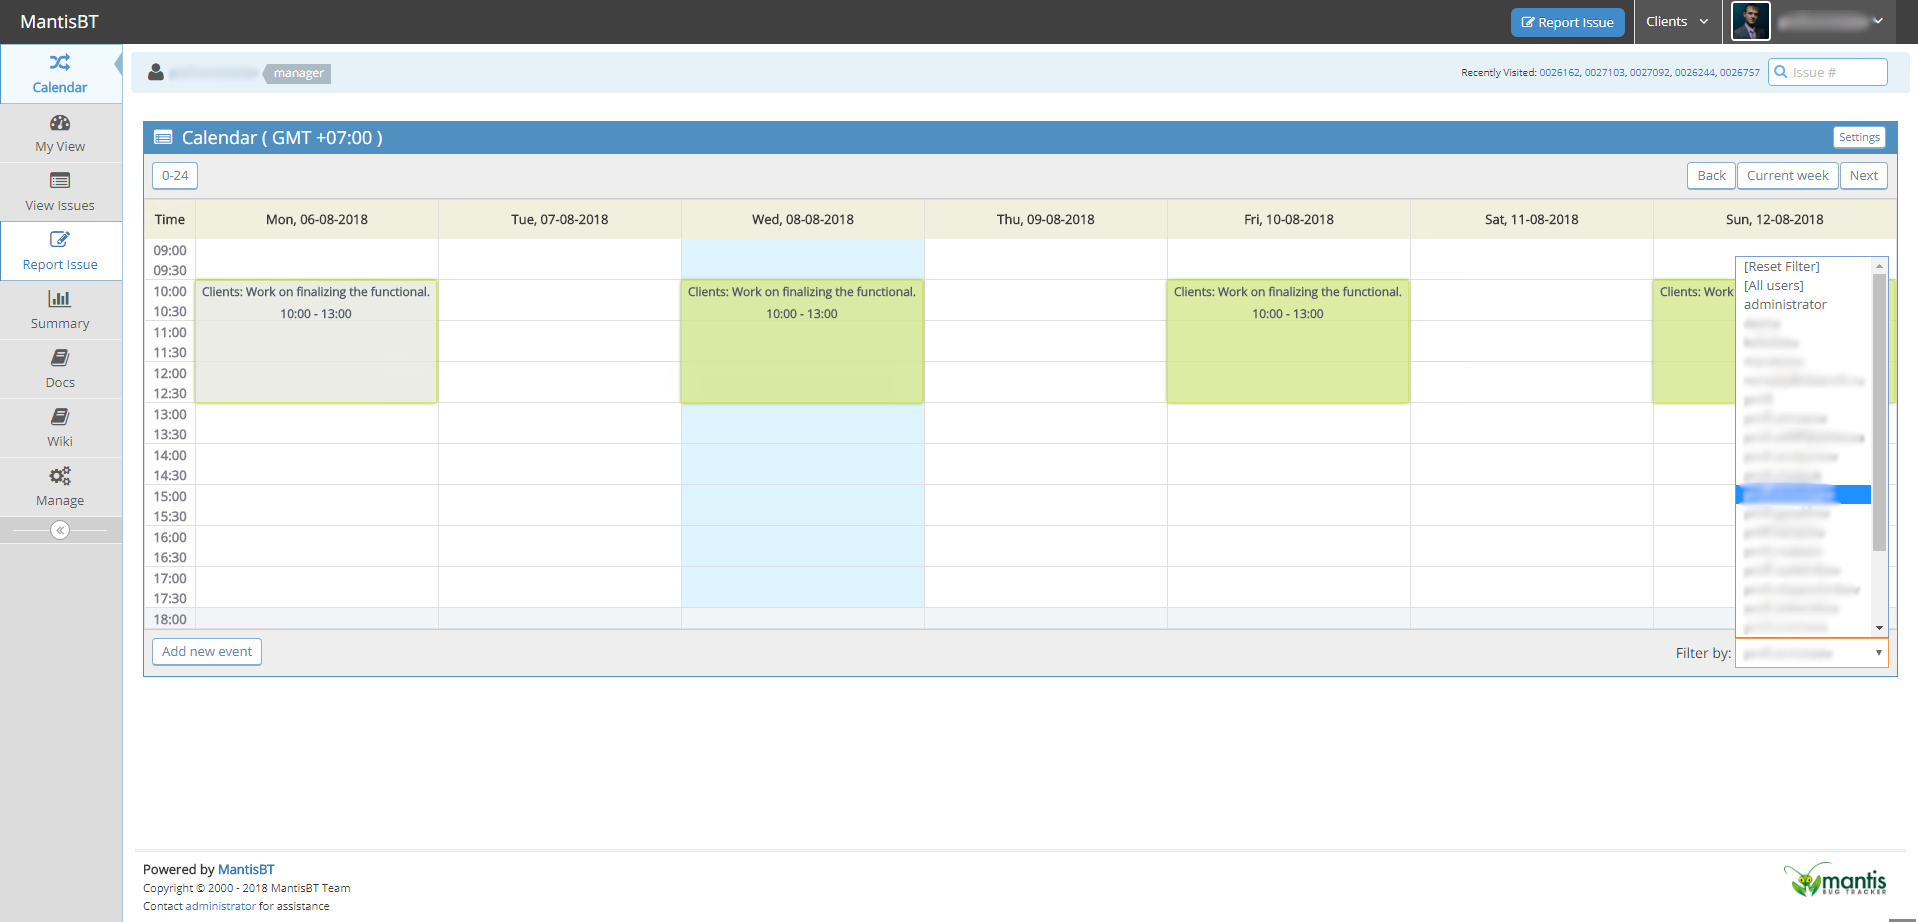 MantisBT
Report Issue
Clients
Calendar
My View
View Issues
Report Issue
Summary
Docs
Wiki
Manage
manager
Recently Visited: 0026162, 0027103, 0027092, 0026244, 0026757
Issue #
Calendar ( GMT +07:00 )
Settings
0-24
Back
Current week
Next
Time
Mon, 06-08-2018
Tue, 07-08-2018
Wed, 08-08-2018
Thu, 09-08-2018
Fri, 10-08-2018
Sat, 11-08-2018
Sun, 12-08-2018
09:00
09:30
10:00
10:30
11:00
11:30
12:00
12:30
13:00
13:30
14:00
14:30
15:00
15:30
16:00
16:30
17:00
17:30
18:00
Clients: Work on finalizing the functional.
10:00 - 13:00
Clients: Work on finalizing the functional.
10:00 - 13:00
Clients: Work on finalizing the functional.
10:00 - 13:00
Clients: Work
[Reset Filter]
[All users]
administrator
Add new event
Filter by:
Powered by MantisBT
Copyright © 2000 - 2018 MantisBT Team
Contact administrator for assistance
mantis
BUG TRACKER